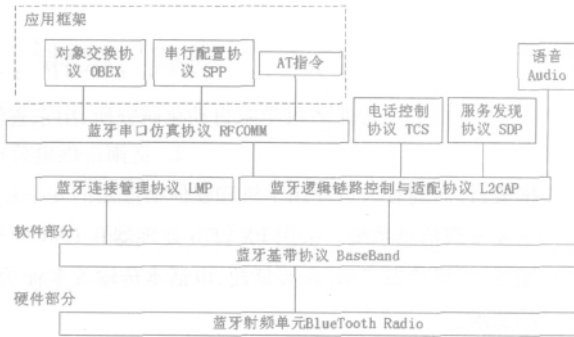 应用框架
对象交换协
议 OBEX
串行配置协
议 SPP
AT指令
语音
Audio
蓝牙串口仿真协议 RFCOMM
电话控制
协议 TCS
服务发现
协议 SDP
蓝牙连接管理协议 LMP
蓝牙逻辑链路控制与适配协议 L2CAP
软件部分
蓝牙基带协议 BaseBand
硬件部分
蓝牙射频单元BlueTooth Radio